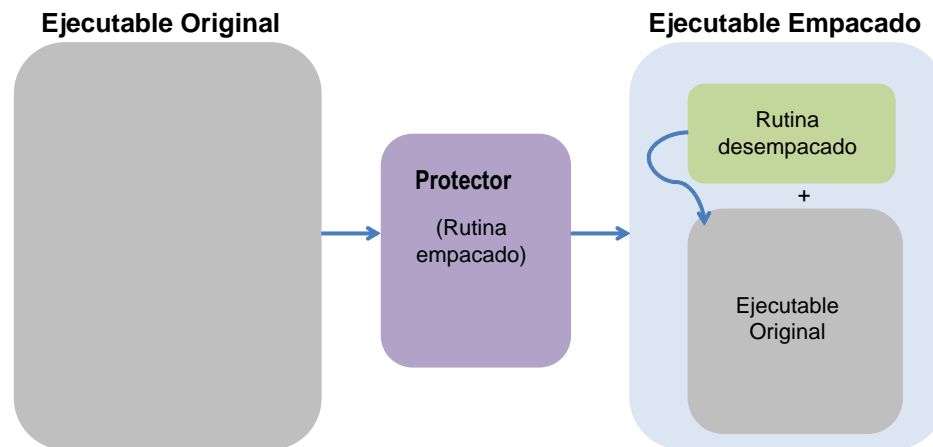 Ejecutable Original
Ejecutable Empacado
Protector
(Rutina
empacado)
Rutina
desempacado
+
Ejecutable
Original